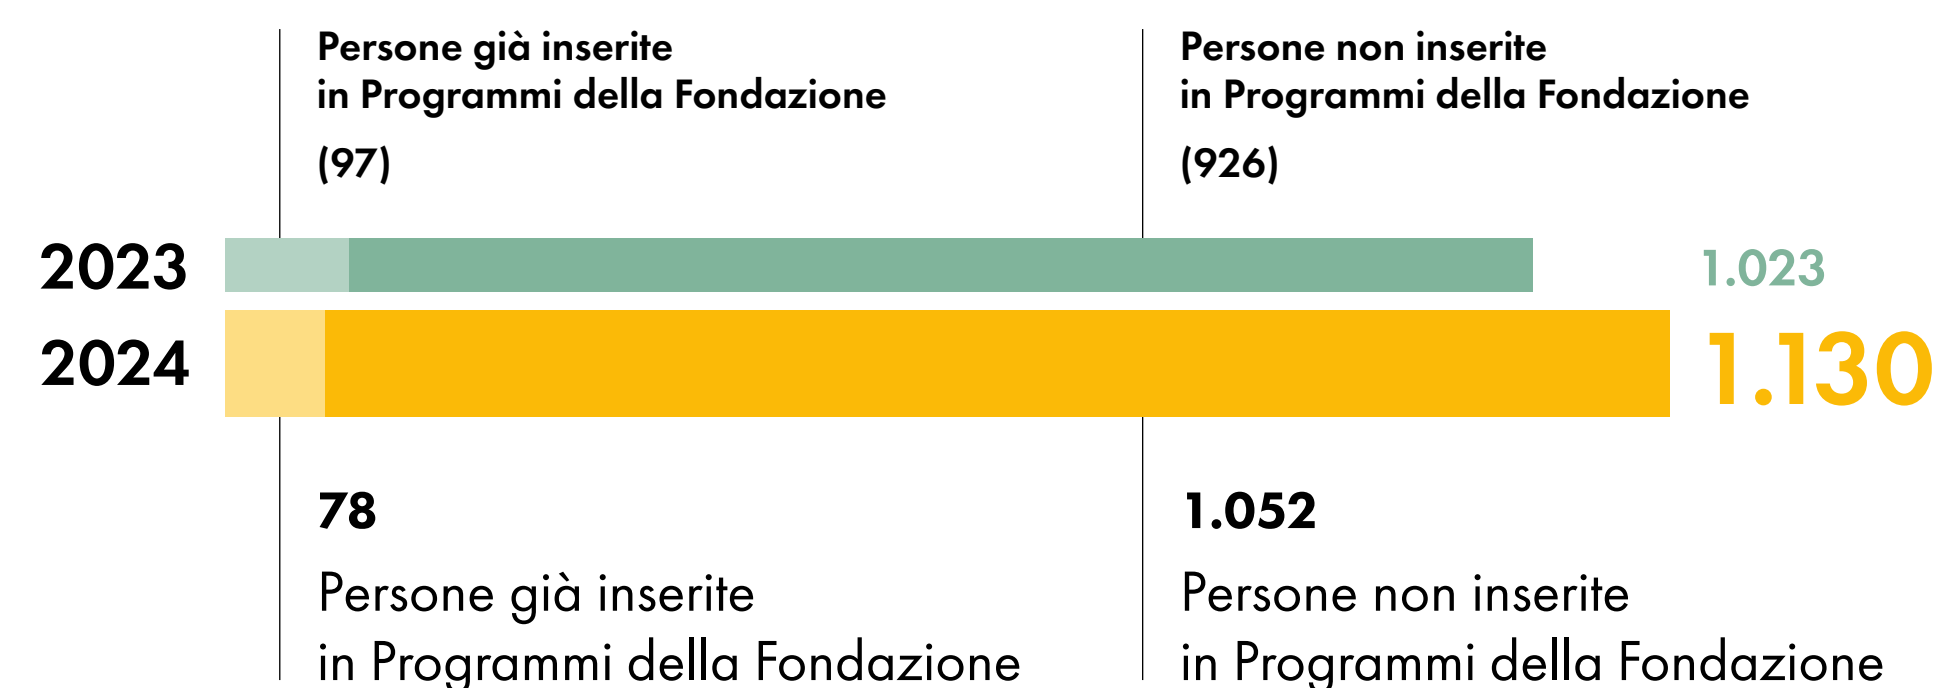 Persone già inserite
in Programmi della Fondazione
(97)
Persone non inserite
in Programmi della Fondazione
(926)
2023
1.023
2024
1.130
78
Persone già inserite
in Programmi della Fondazione
1.052
Persone non inserite
in Programmi della Fondazione